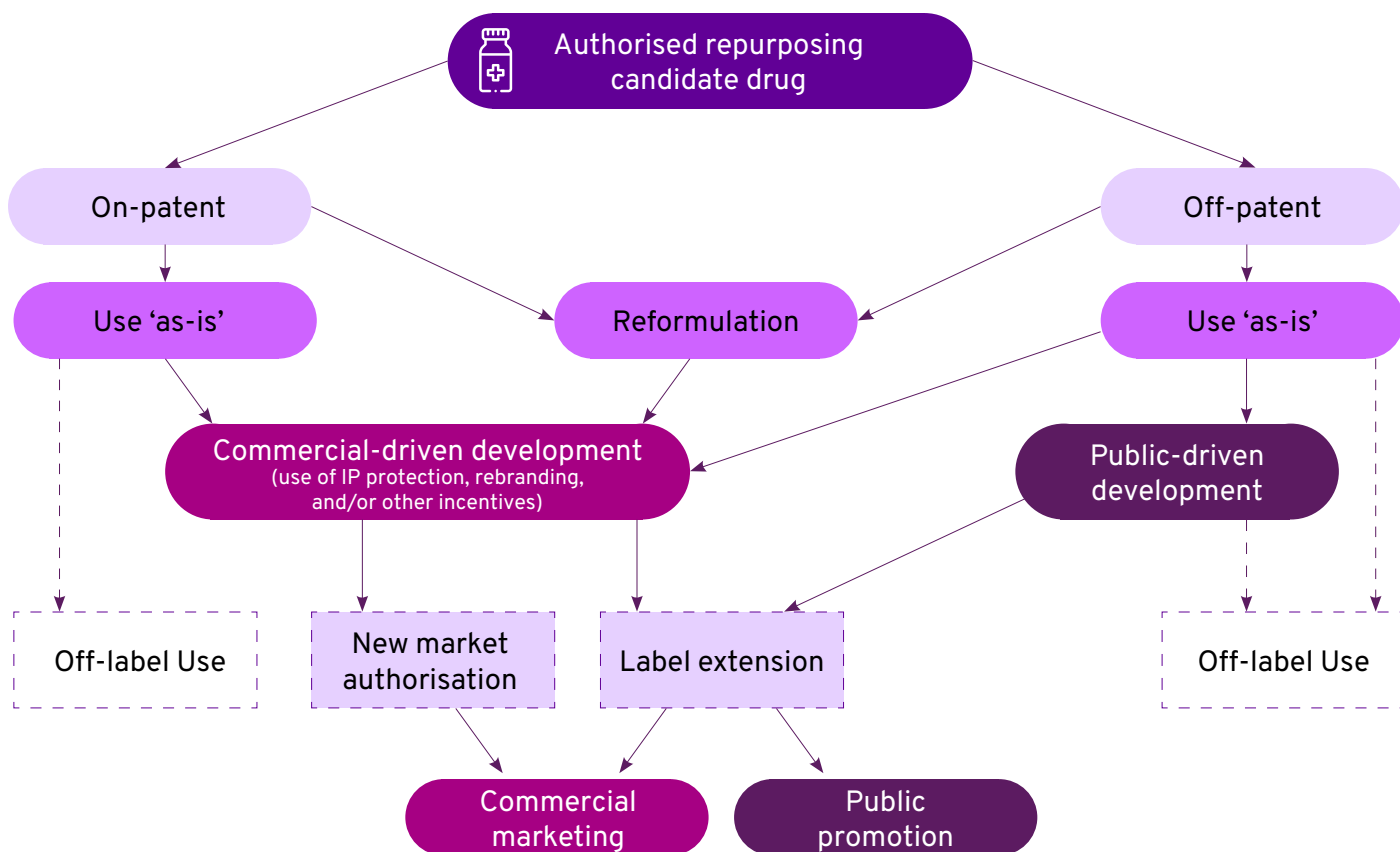 Authorised repurposing
candidate drug
On-patent
Off-patent
Use ‘as-is’
Reformulation
Use ‘as-is’
Commercial-driven development
(use of IP protection, rebranding,
and/or other incentives)
Public-driven
development
Off-label Use
New market
authorisation
Label extension
Off-label Use
Commercial
marketing
Public
promotion